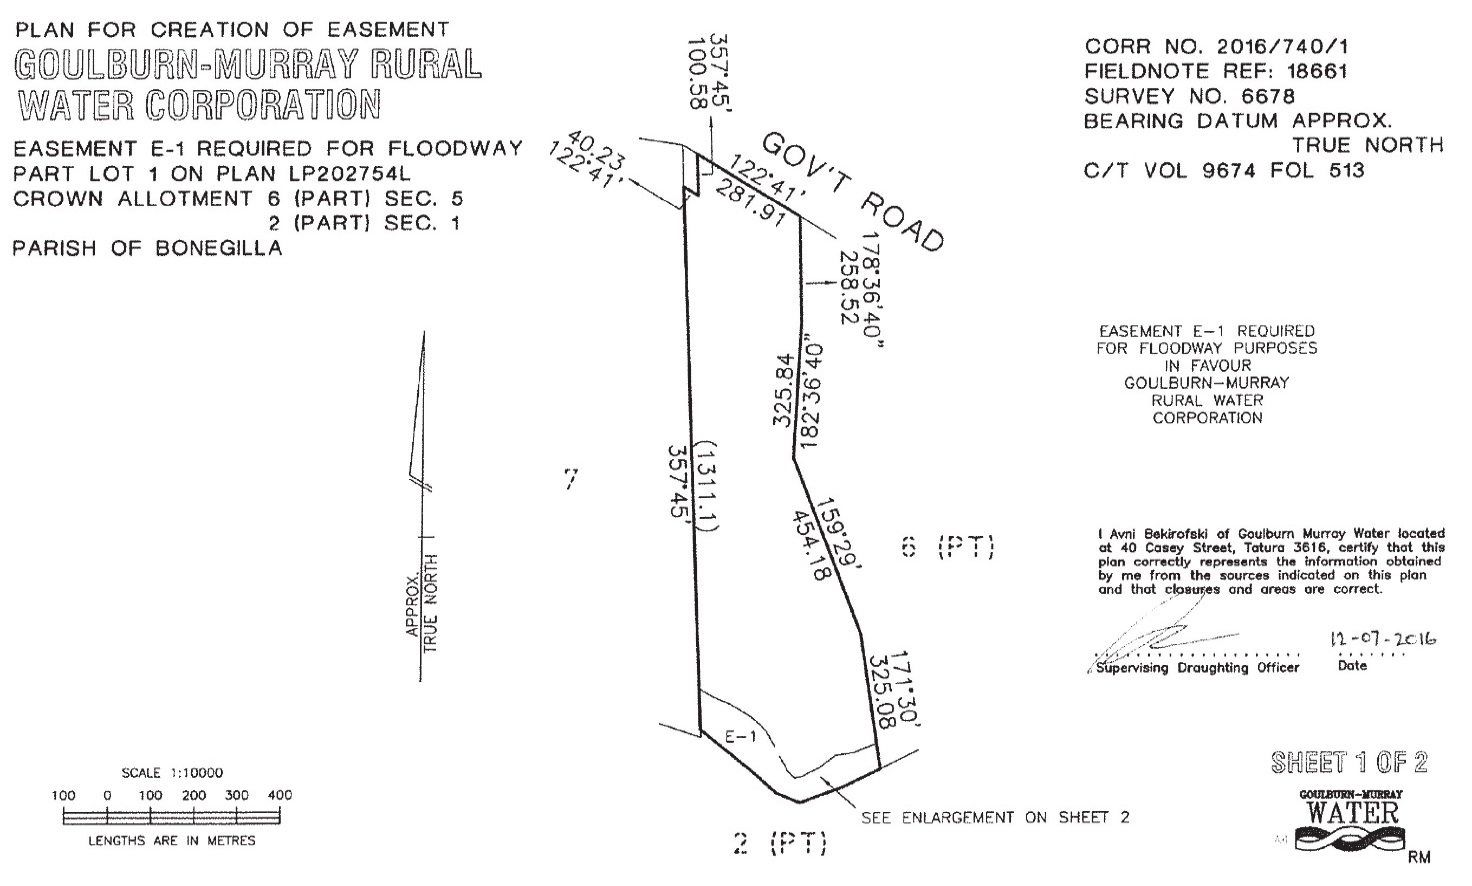 PLAN FOR CREATION OF EASEMENT
GOULBURN-MURRAY RURAL
WATER CORPORATION
EASEMENT E-1 REQUIRED FOR FLOODWAY
PART LOT 1 ON PLAN LP202754L
CROWN ALLOTMENT 6 (PART) SEC. 5
2 (PART) SEC. 1
PARISH OF BONEGILLA
CORR NO. 2016/740/1
FIELDNOTE REF: 18661
SURVEY NO. 6678
BEARING DATUM APPROX.
TRUE NORTH
C/T VOL 9674 FOL 513
357°45'
100.58
40.23
122°41'
122°41'
281.91
GOV'T ROAD
178°36'40"
258.52
325.84
182°36'40"
(1311.1)
357°45'
159°29'
454.18
171°30'
325.08
7
6 (PT)
E-1
2 (PT)
SEE ENLARGEMENT ON SHEET 2
APPROX.
TRUE NORTH
EASEMENT E-1 REQUIRED
FOR FLOODWAY PURPOSES
IN FAVOUR
GOULBURN-MURRAY
RURAL WATER
CORPORATION
I Avni Bekirofski of Goulburn Murray Water located
at 40 Casey Street, Tatura 3616, certify that this
plan correctly represents the information obtained
by me from the sources indicated on this plan
and that closures and areas are correct.
12-07-2016
Supervising Draughting Officer
Date
SCALE 1:10000
100 0 100 200 300 400
LENGTHS ARE IN METRES
SHEET 1 OF 2
GOULBURN-MURRAY
WATER
A4
RM